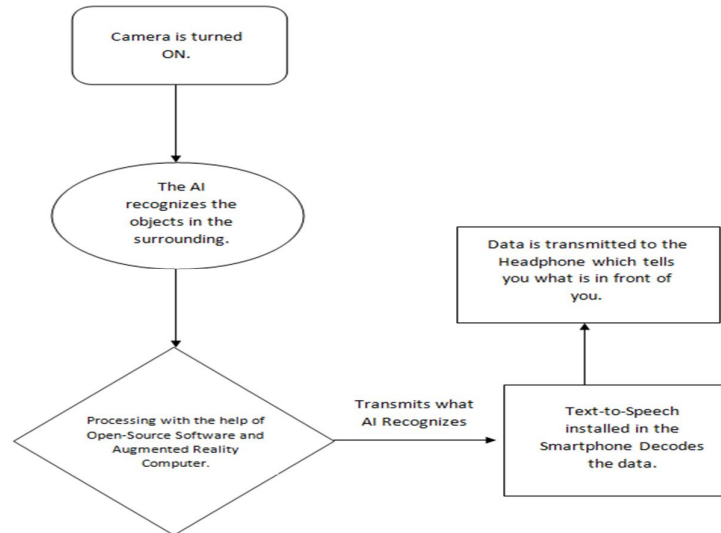 Camera is turned
ON.
The AI
recognizes the
objects in the
surrounding.
Processing with the help of
Open-Source Software and
Augmented Reality
Computer.
Transmits what
AI Recognizes
Text-to-Speech
installed in the
Smartphone Decodes
the data.
Data is transmitted to the
Headphone which tells
you what is in front of
you.